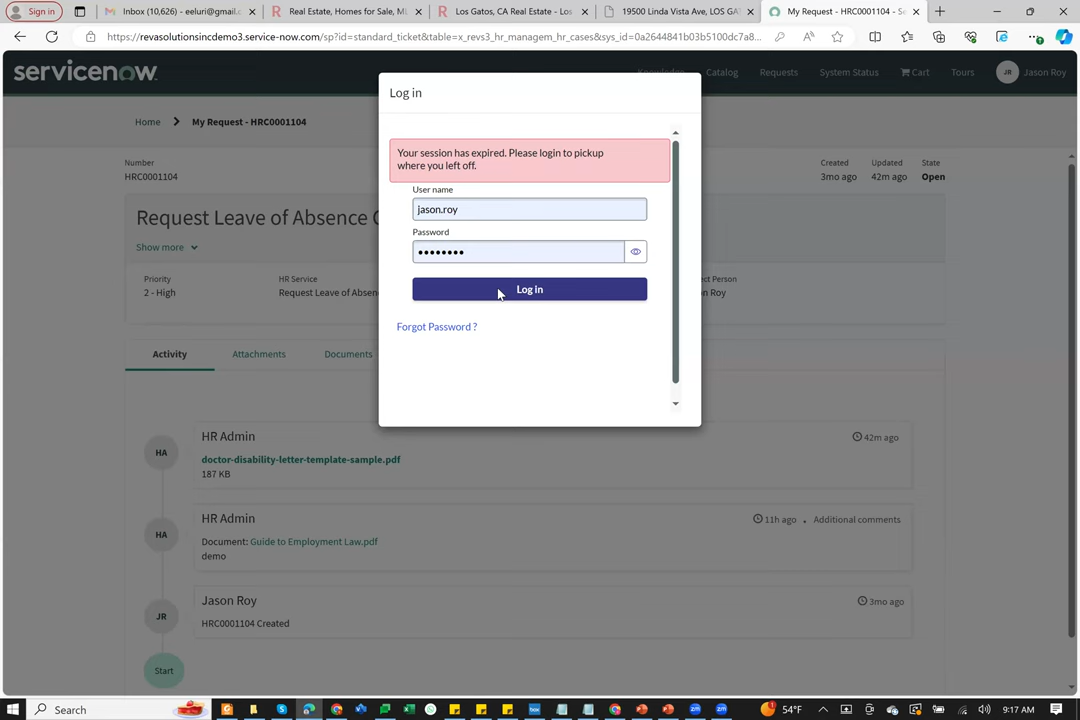 Sign in
Inbox (10,626) - eeluri@gmail.c
Real Estate, Homes for Sale, ML
Los Gatos, CA Real Estate - Los
19500 Linda Vista Ave, LOS GAT
My Request - HRC0001104 - Se
https://revasolutionsincdemo3.service-now.com/sp?id=standard_ticket&table=x_revs3_hr_managem_hr_cases&sys_id=0a2644841b03b5100dc7a8...
servicenow
Knowledge
Catalog
Requests
System Status
Cart
Tours
JR
Jason Roy
Home
My Request - HRC0001104
Number
HRC0001104
Created
3mo ago
Updated
42m ago
State
Open
Request Leave of Absence
Show more
Priority
2 - High
HR Service
Request Leave of Absen
ect Person
n Roy
Log in
Your session has expired. Please login to pickup
where you left off.
User name
jason.roy
Password
••••••••
Log in
Forgot Password ?
Activity
Attachments
Documents
HA
HR Admin
42m ago
doctor-disability-letter-template-sample.pdf
187 KB
HA
HR Admin
11h ago
Additional comments
Document: Guide to Employment Law.pdf
demo
JR
Jason Roy
3mo ago
HRC0001104 Created
Start
Search
54°F
9:17 AM